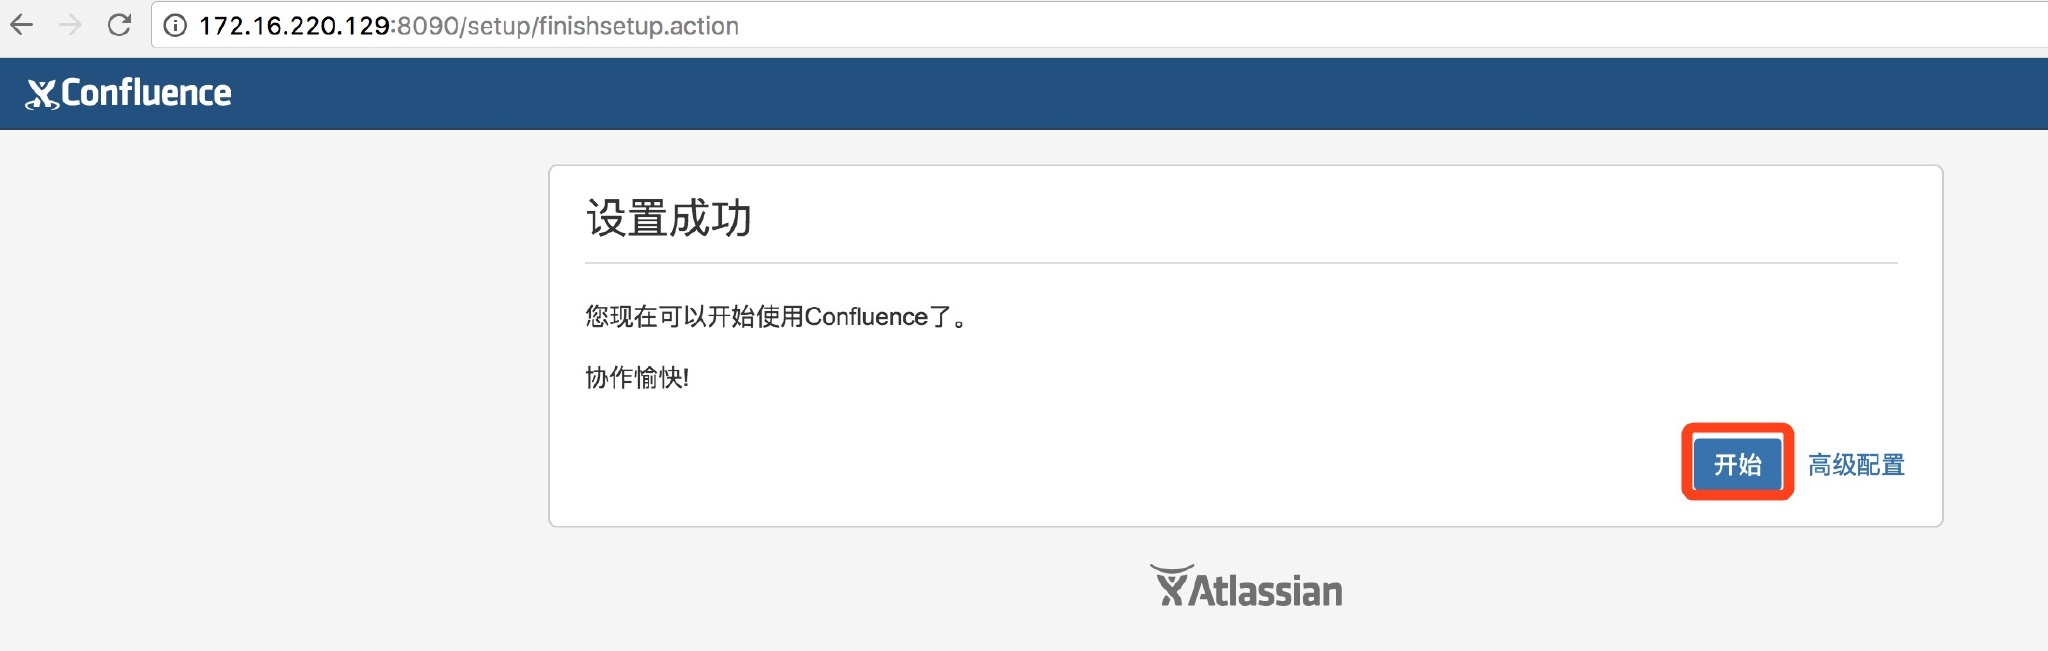 172.16.220.129:8090/setup/finishsetup.action
Confluence
设置成功
您现在可以开始使用Confluence了。
协作愉快!
开始 高级配置
Atlassian